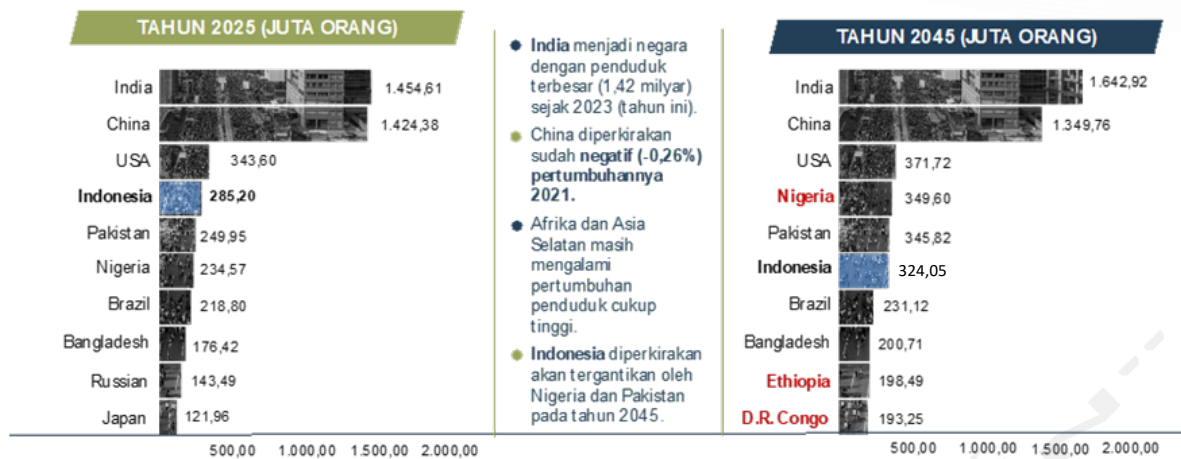 TAHUN 2025 (JUTA ORANG)
India 1.454,61
China 1.424,38
USA 343,60
Indonesia 285,20
Pakistan 249,95
Nigeria 234,57
Brazil 218,80
Bangladesh 176,42
Russian 143,49
Japan 121,96
500,00 1.000,00 1.500,00 2.000,00
India menjadi negara
dengan penduduk
terbesar (1,42 milyar)
sejak 2023 (tahun ini).
China diperkirakan
sudah negatif (-0,26%)
pertumbuhannya
2021.
Afrika dan Asia
Selatan masih
mengalami
pertumbuhan
penduduk cukup
tinggi.
Indonesia diperkirakan
akan tergantikan oleh
Nigeria dan Pakistan
pada tahun 2045.
TAHUN 2045 (JUTA ORANG)
India 1.642,92
China 1.349,76
USA 371,72
Nigeria 349,60
Pakistan 345,82
Indonesia 324,05
Brazil 231,12
Bangladesh 200,71
Ethiopia 198,49
D.R. Congo 193,25
500,00 1.000,00 1.500,00 2.000,00